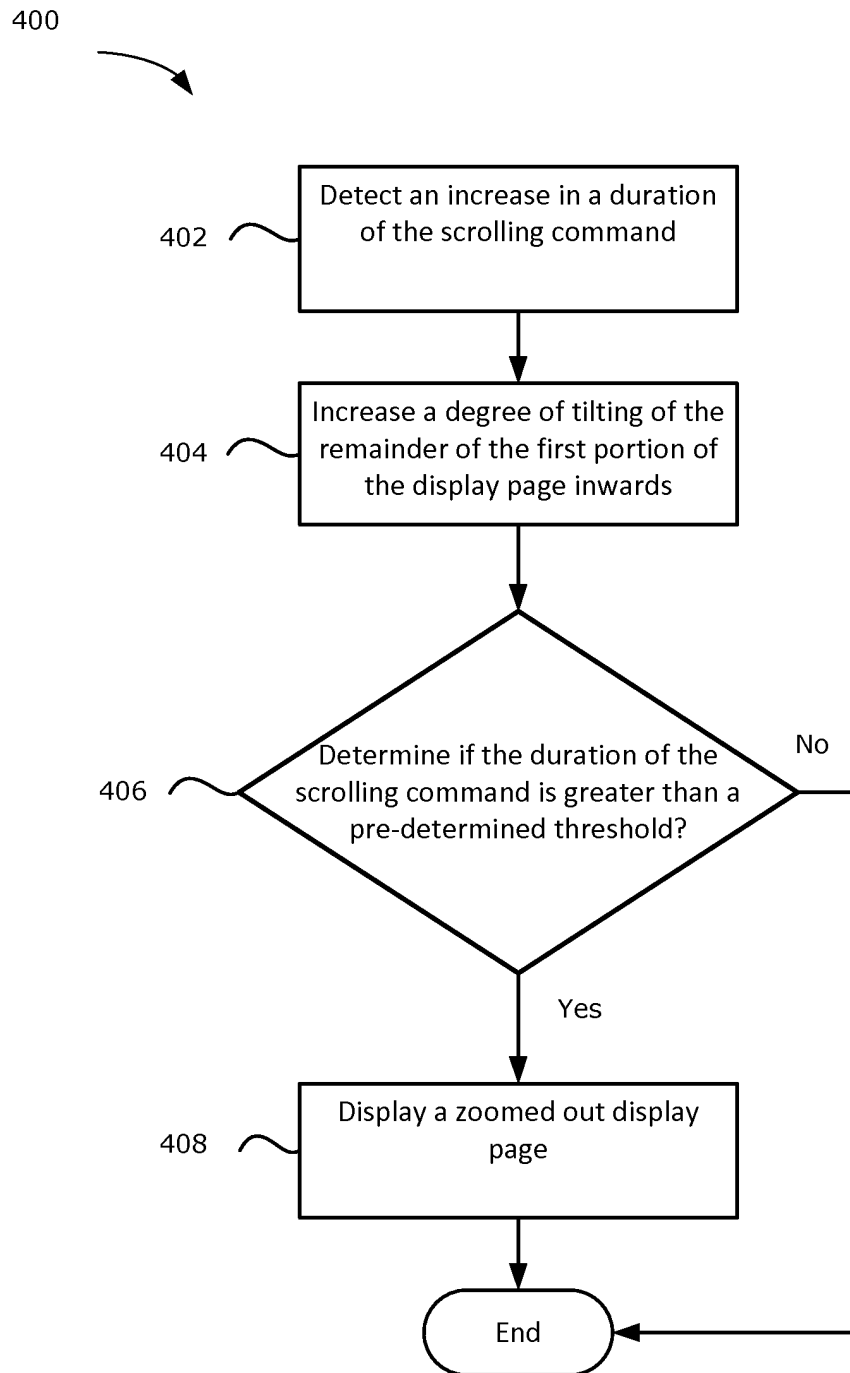 400
402
Detect an increase in a duration
of the scrolling command
404
Increase a degree of tilting of the
remainder of the first portion of
the display page inwards
406
Determine if the duration of the
scrolling command is greater than a
pre-determined threshold?
No
Yes
408
Display a zoomed out display
page
End